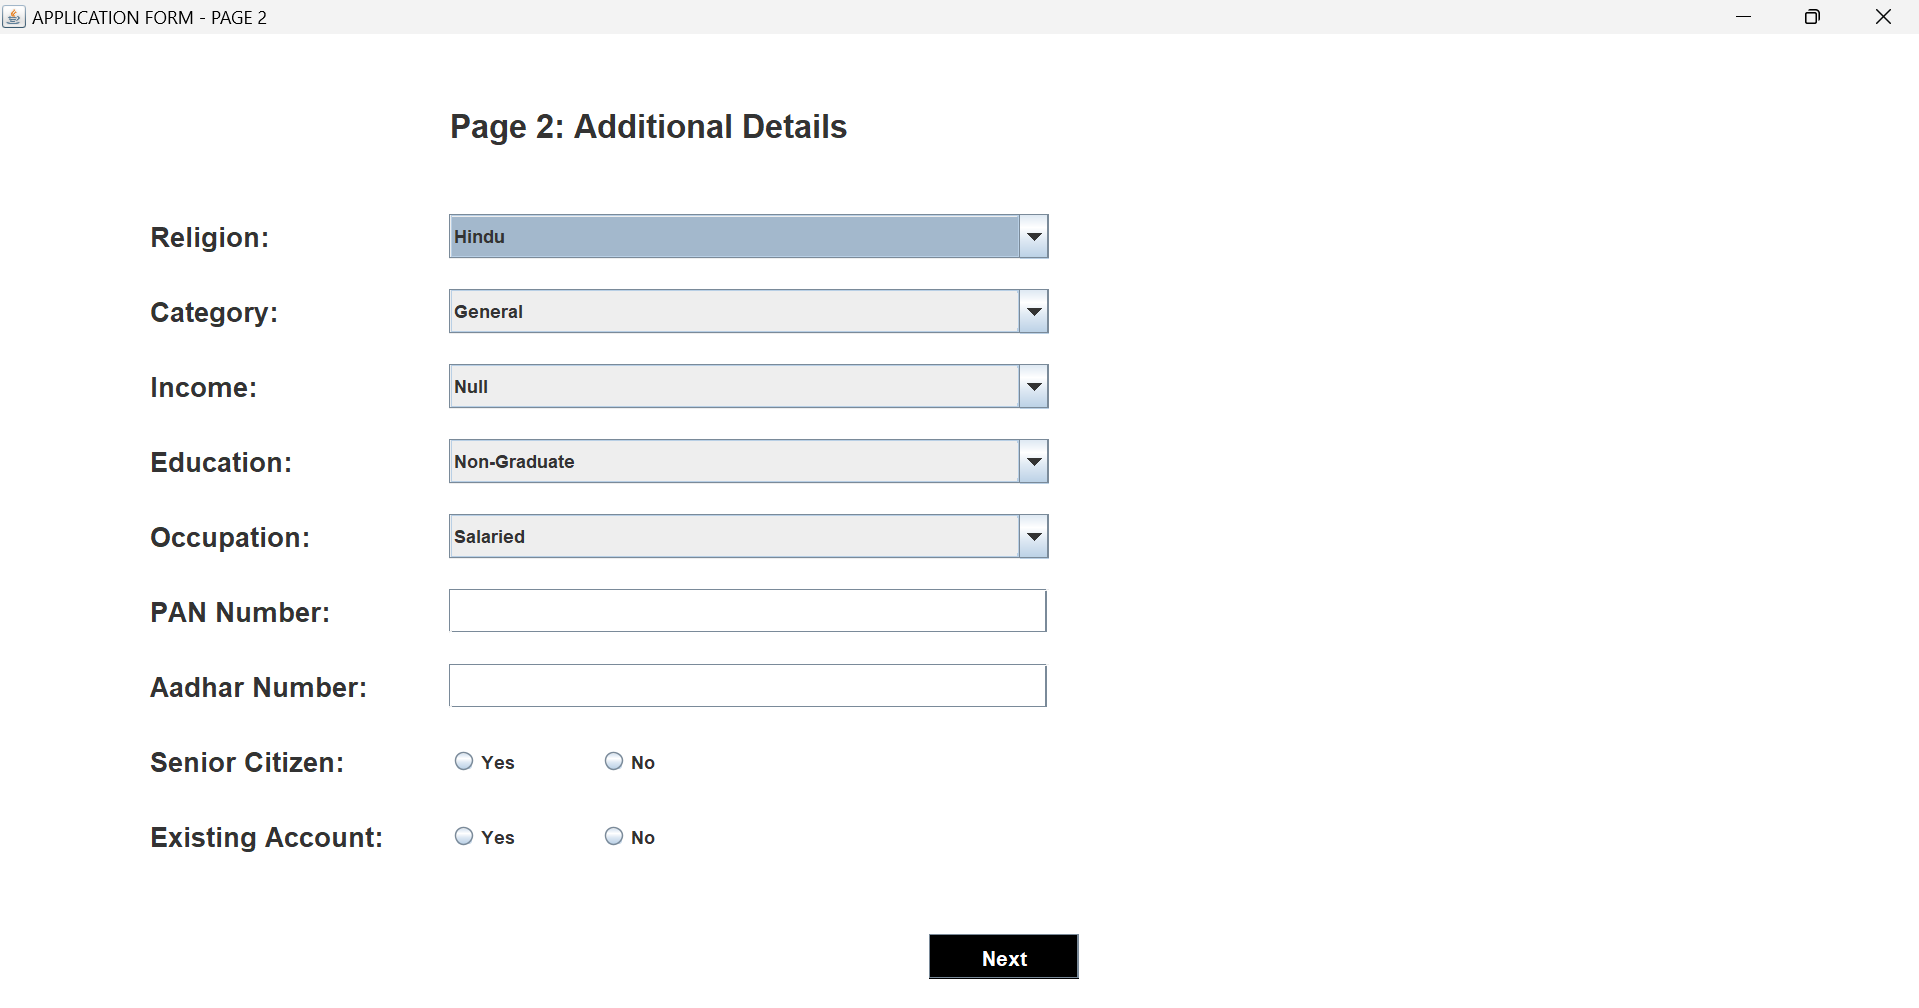 APPLICATION FORM - PAGE 2
Page 2: Additional Details
Religion: Hindu
Category: General
Income: Null
Education: Non-Graduate
Occupation: Salaried
PAN Number:
Aadhar Number:
Senior Citizen: Yes No
Existing Account: Yes No
Next